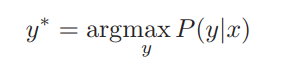 y* = argmax P(y|x)
y